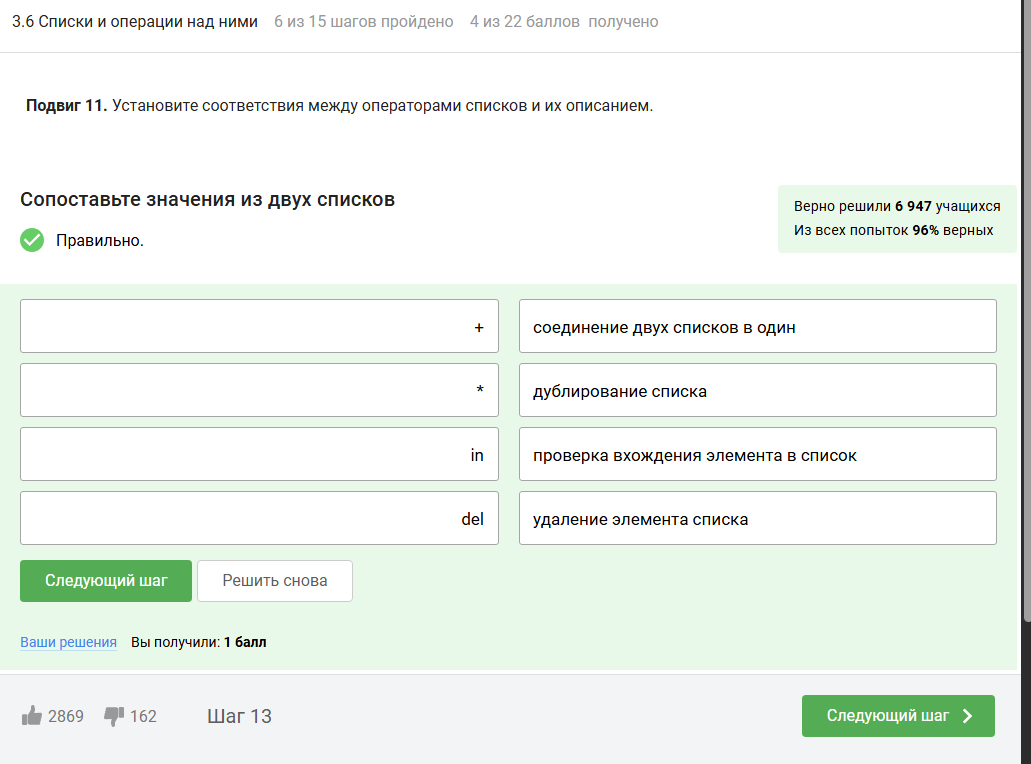 3.6 Списки и операции над ними 6 из 15 шагов пройдено 4 из 22 баллов получено
Подвиг 11. Установите соответствия между операторами списков и их описанием.
Сопоставьте значения из двух списков
Верно решили 6 947 учащихся
Из всех попыток 96% верных
Правильно.
+ соединение двух списков в один
* дублирование списка
in проверка вхождения элемента в список
del удаление элемента списка
Следующий шаг Решить снова
Ваши решения Вы получили: 1 балл
2869 162 Шаг 13 Следующий шаг